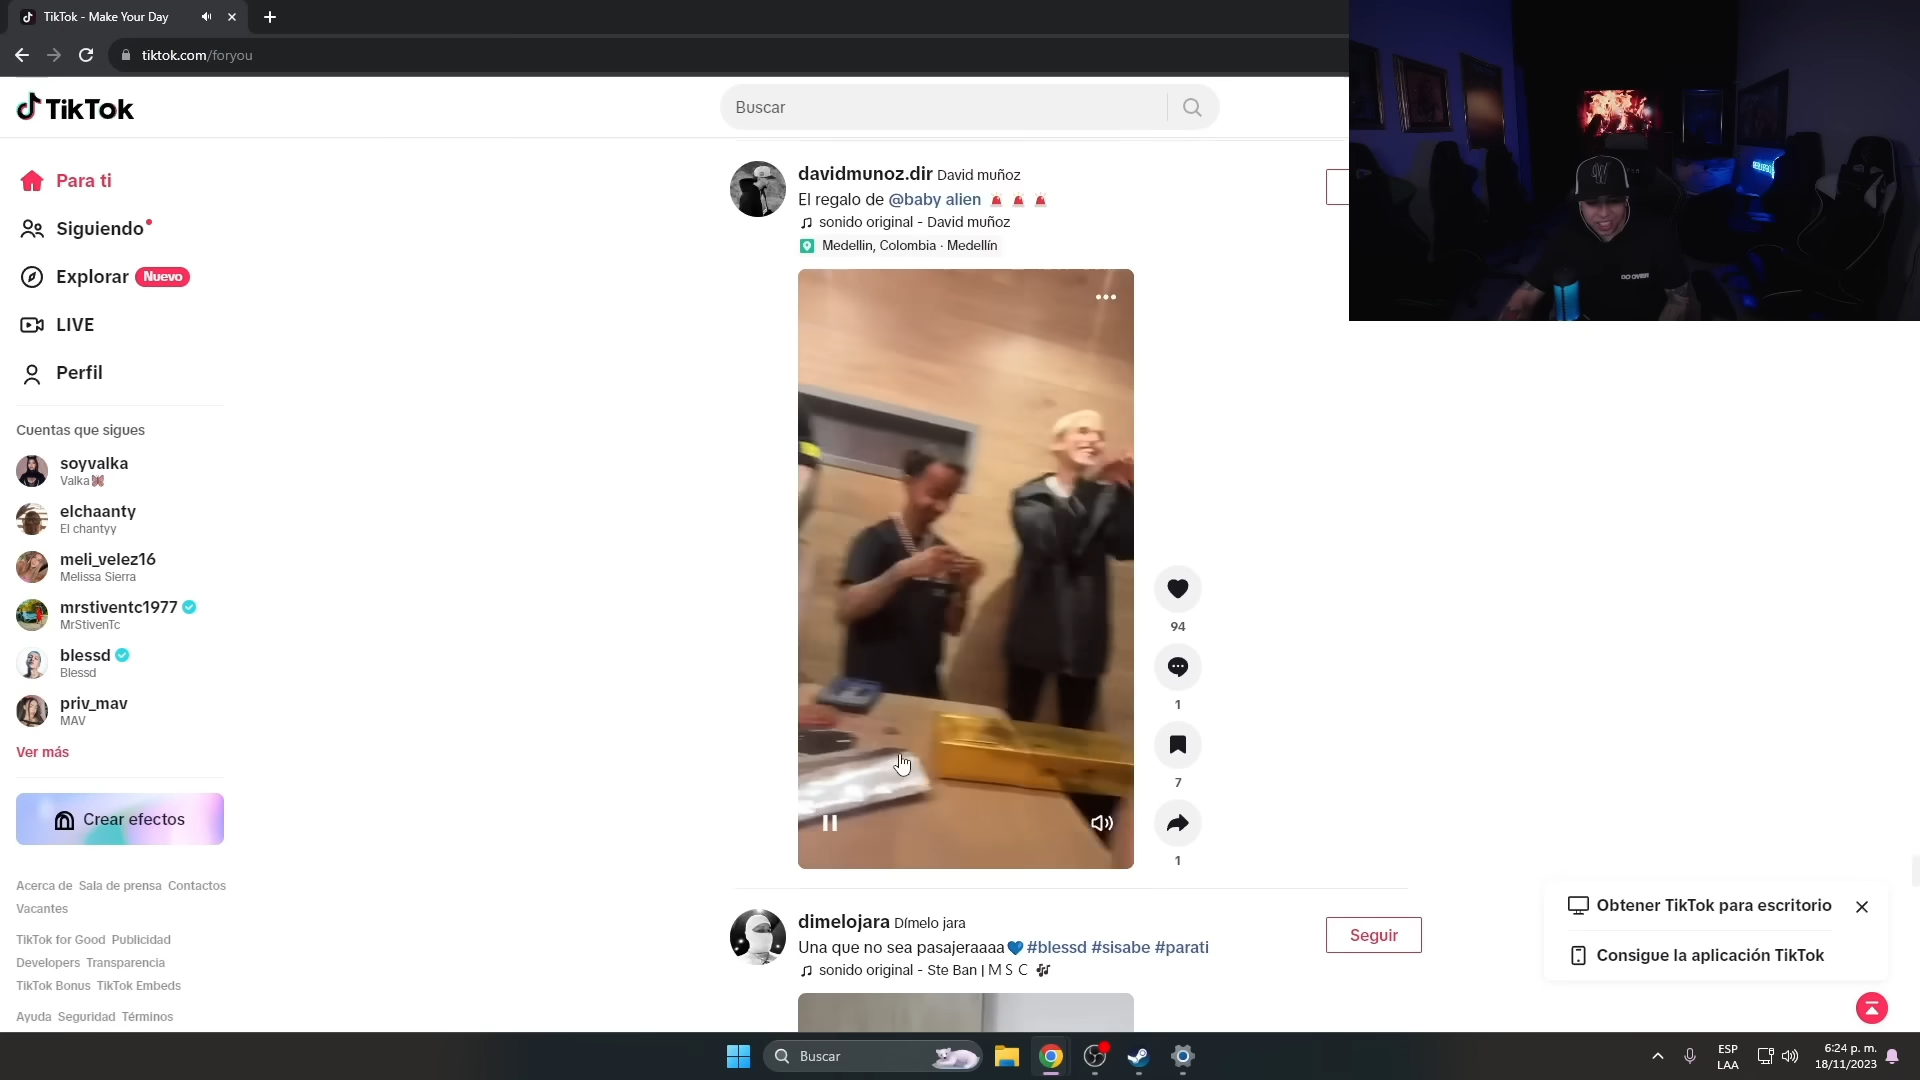 TikTok - Make Your Day
tiktok.com/foryou
TikTok
Buscar
Para ti
Siguiendo
Explorar Nuevo
LIVE
Perfil
Cuentas que sigues
soyvalka
Valka
elchaanty
El chantyy
meli_velez16
Melissa Sierra
mrstiventc1977
MrStivenTc
blessd
Blessd
priv_mav
MAV
Ver más
Crear efectos
Acerca de Sala de prensa Contactos
Vacantes
TikTok for Good Publicidad
Developers Transparencia
TikTok Bonus TikTok Embeds
Ayuda Seguridad Términos
davidmunoz.dir David muñoz
El regalo de @baby alien 🚨 🚨 🚨
sonido original - David muñoz
Medellin, Colombia · Medellín
94
1
7
1
dimelojara Dímelo jara
Una que no sea pasajeraaaa💙 #blessd #sisabe #parati
sonido original - Ste Ban | M S C 🎶
Seguir
Obtener TikTok para escritorio
Consigue la aplicación TikTok
Buscar
ESP
LAA
6:24 p. m.
18/11/2023